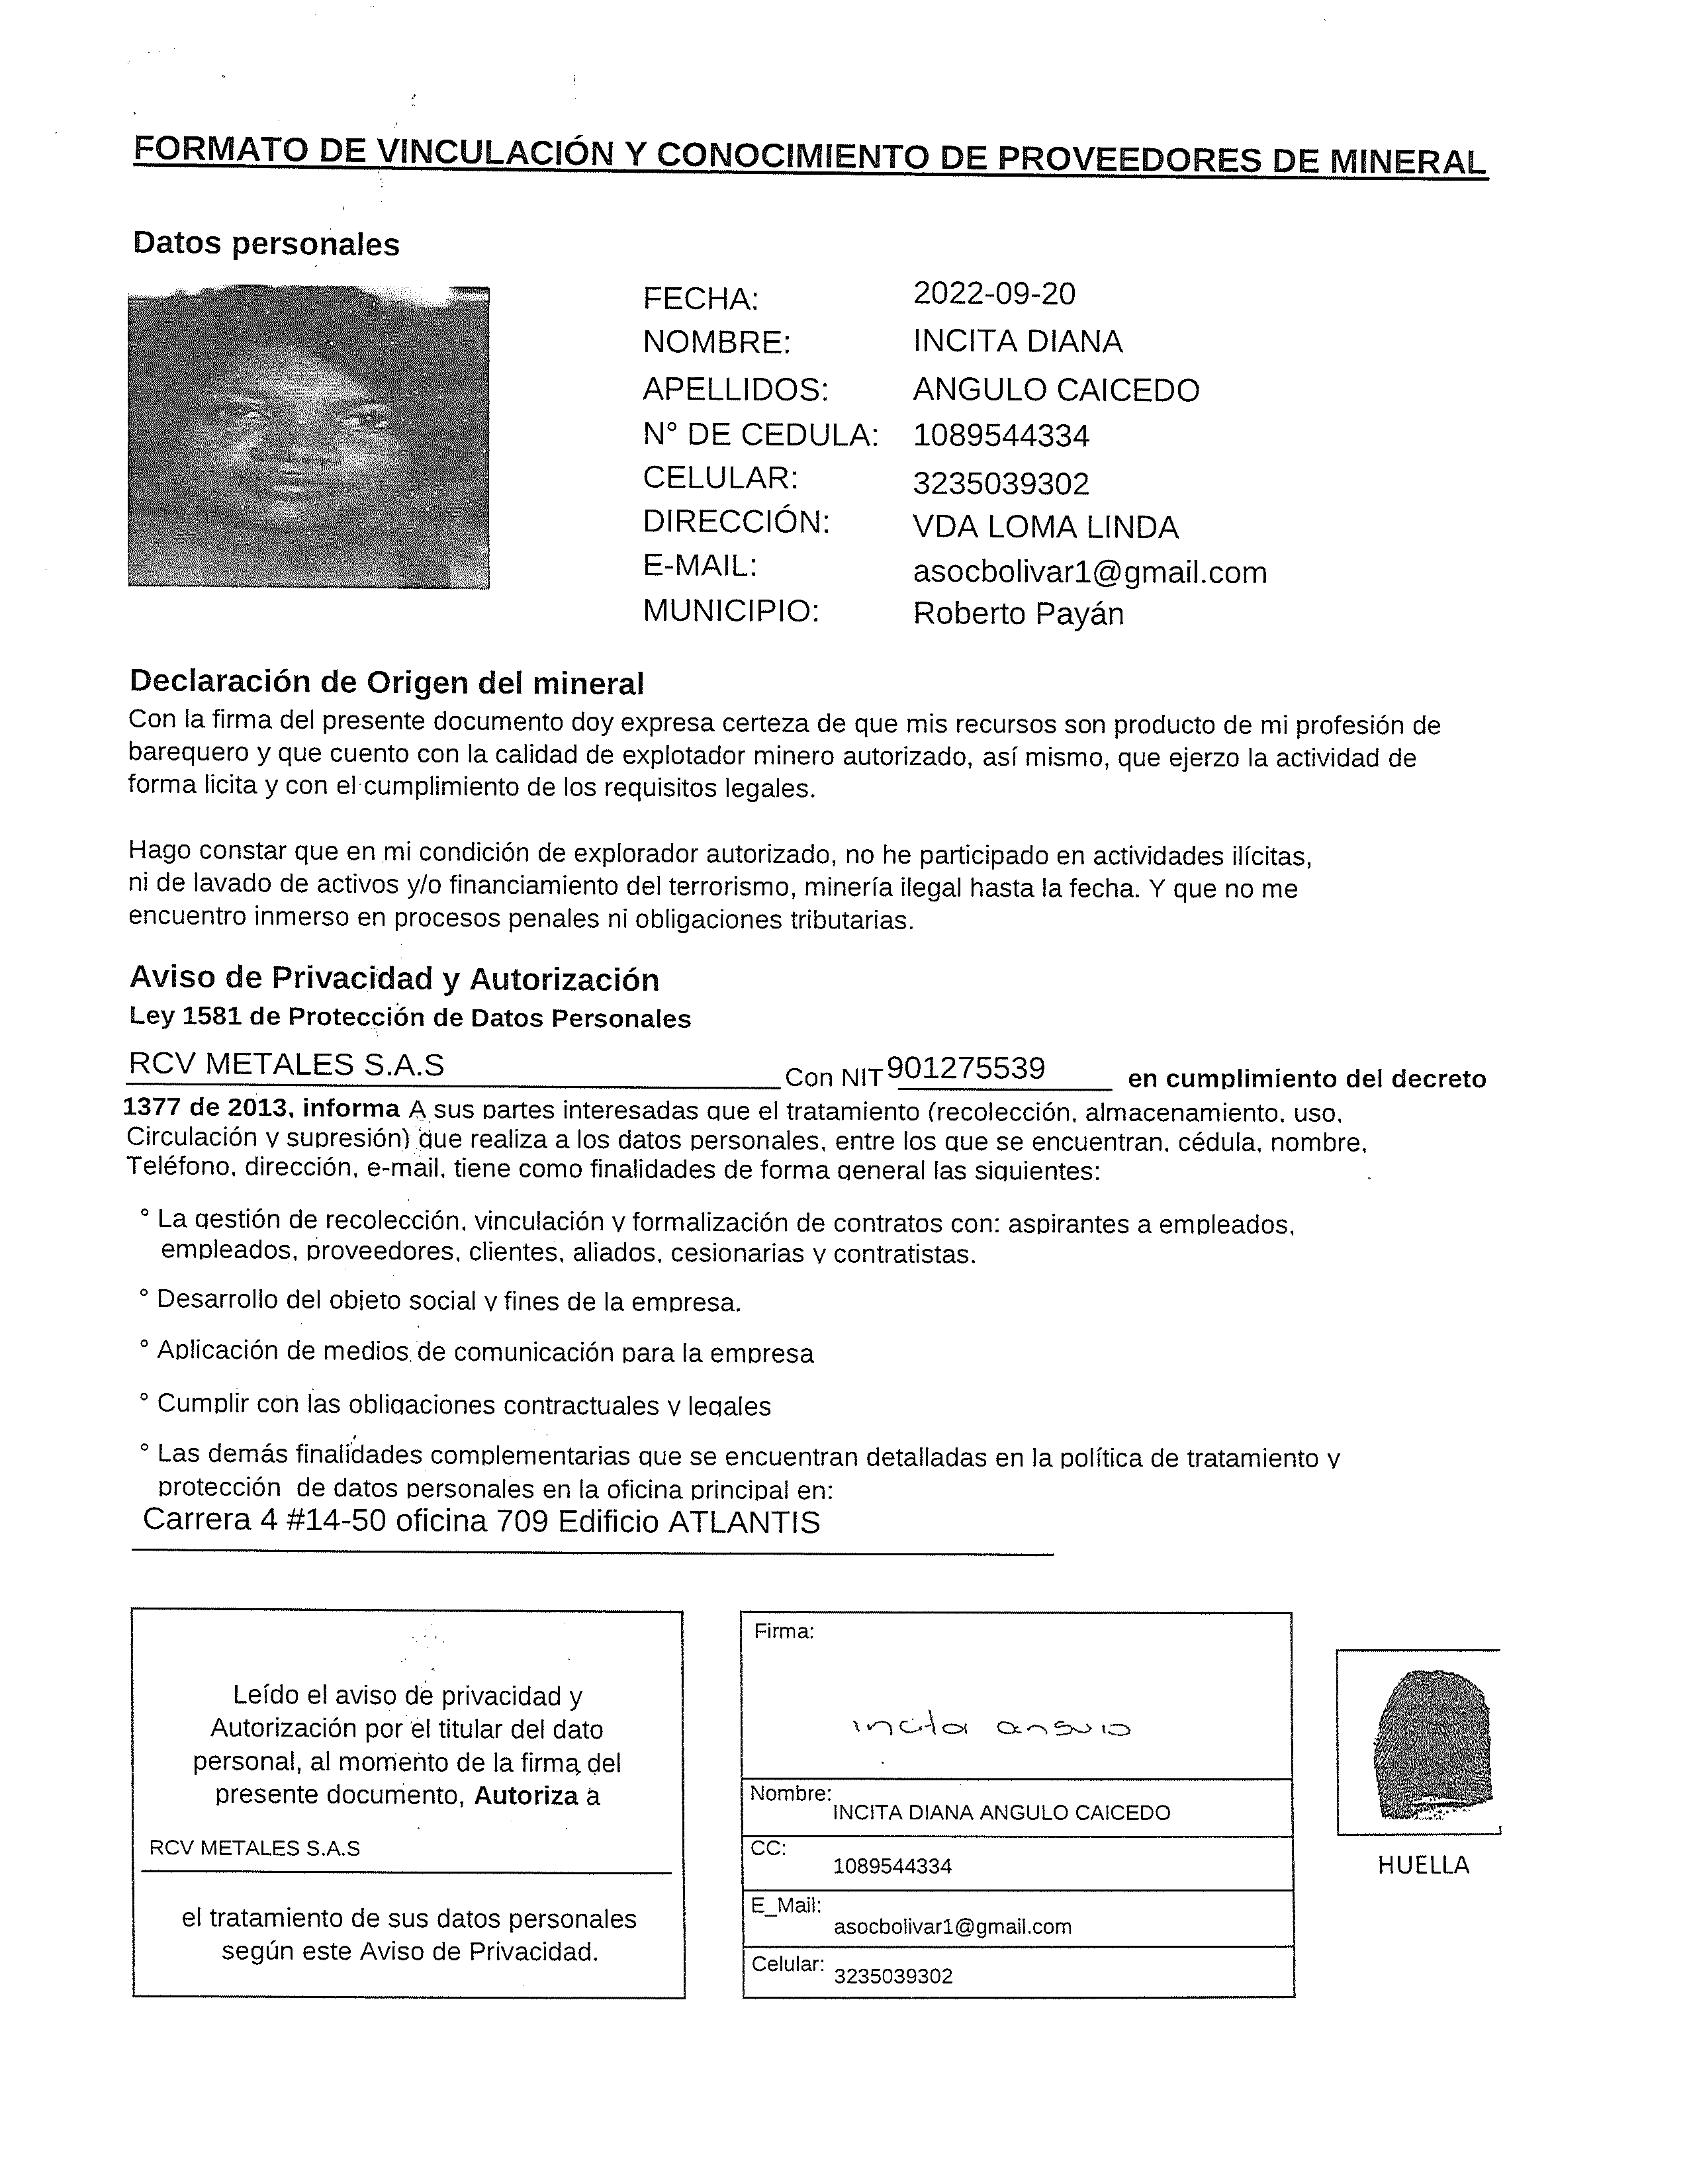 FORMATO DE VINCULACIÓN Y CONOCIMIENTO DE PROVEEDORES DE MINERAL
Datos personales
FECHA: 2022-09-20
NOMBRE: INCITA DIANA
APELLIDOS: ANGULO CAICEDO
N° DE CEDULA: 1089544334
CELULAR: 3235039302
DIRECCIÓN: VDA LOMA LINDA
E-MAIL: asocbolivar1@gmail.com
MUNICIPIO: Roberto Payán
Declaración de Origen del mineral
Con la firma del presente documento doy expresa certeza de que mis recursos son producto de mi profesión de
barequero y que cuento con la calidad de explotador minero autorizado, así mismo, que ejerzo la actividad de
forma licita y con el cumplimiento de los requisitos legales.
Hago constar que en mi condición de explorador autorizado, no he participado en actividades ilícitas,
ni de lavado de activos y/o financiamiento del terrorismo, minería ilegal hasta la fecha. Y que no me
encuentro inmerso en procesos penales ni obligaciones tributarias.
Aviso de Privacidad y Autorización
Ley 1581 de Protección de Datos Personales
RCV METALES S.A.S Con NIT 901275539 en cumplimiento del decreto
1377 de 2013, informa A sus partes interesadas que el tratamiento (recolección, almacenamiento, uso,
Circulación y supresión) que realiza a los datos personales, entre los que se encuentran, cédula, nombre,
Teléfono, dirección, e-mail, tiene como finalidades de forma general las siguientes:
° La gestión de recolección, vinculación y formalización de contratos con: aspirantes a empleados,
empleados, proveedores, clientes, aliados, cesionarias y contratistas.
° Desarrollo del objeto social y fines de la empresa.
° Aplicación de medios de comunicación para la empresa
° Cumplir con las obligaciones contractuales y legales
° Las demás finalidades complementarias que se encuentran detalladas en la política de tratamiento y
protección de datos personales en la oficina principal en:
Carrera 4 #14-50 oficina 709 Edificio ATLANTIS
Leído el aviso de privacidad y
Autorización por el titular del dato
personal, al momento de la firma del
presente documento, Autoriza a
RCV METALES S.A.S
el tratamiento de sus datos personales
según este Aviso de Privacidad.
Firma:
incita angulo
Nombre:
INCITA DIANA ANGULO CAICEDO
CC:
1089544334
E_Mail:
asocbolivar1@gmail.com
Celular: 3235039302
HUELLA